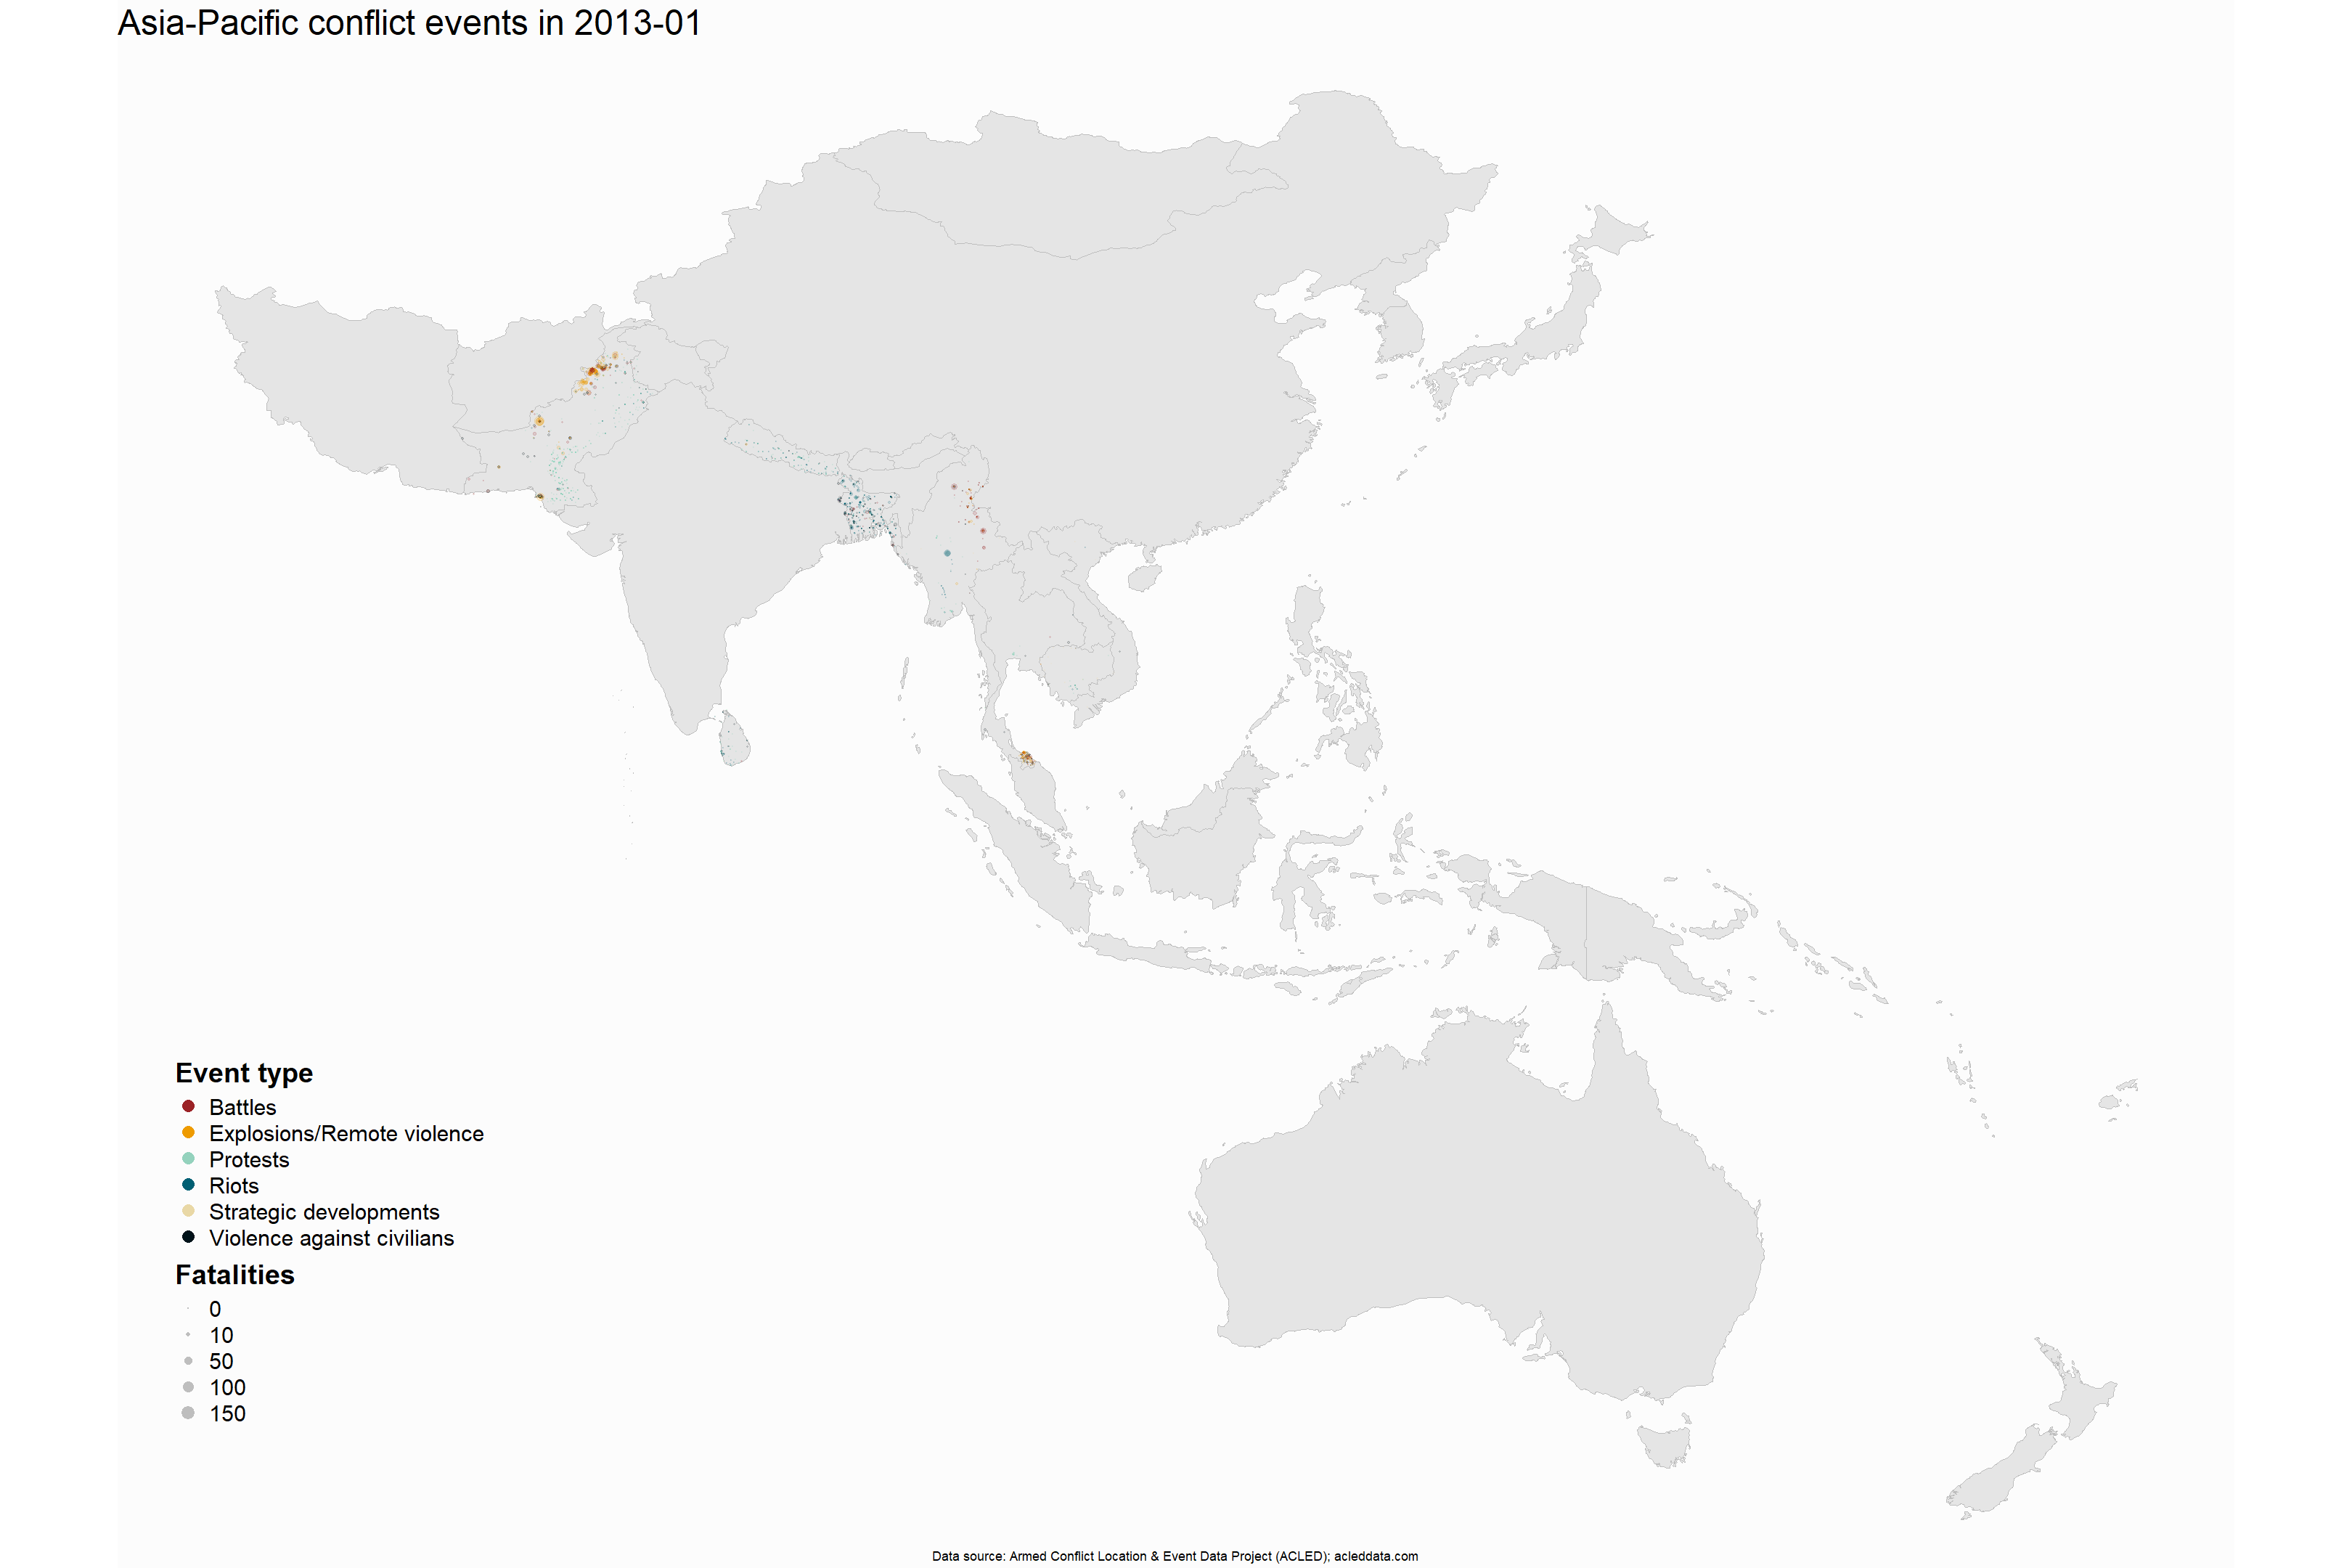 Asia-Pacific conflict events in 2013-01
Event type
Battles
Explosions/Remote violence
Protests
Riots
Strategic developments
Violence against civilians
Fatalities
0
10
50
100
150
Data source: Armed Conflict Location & Event Data Project (ACLED); acleddata.com